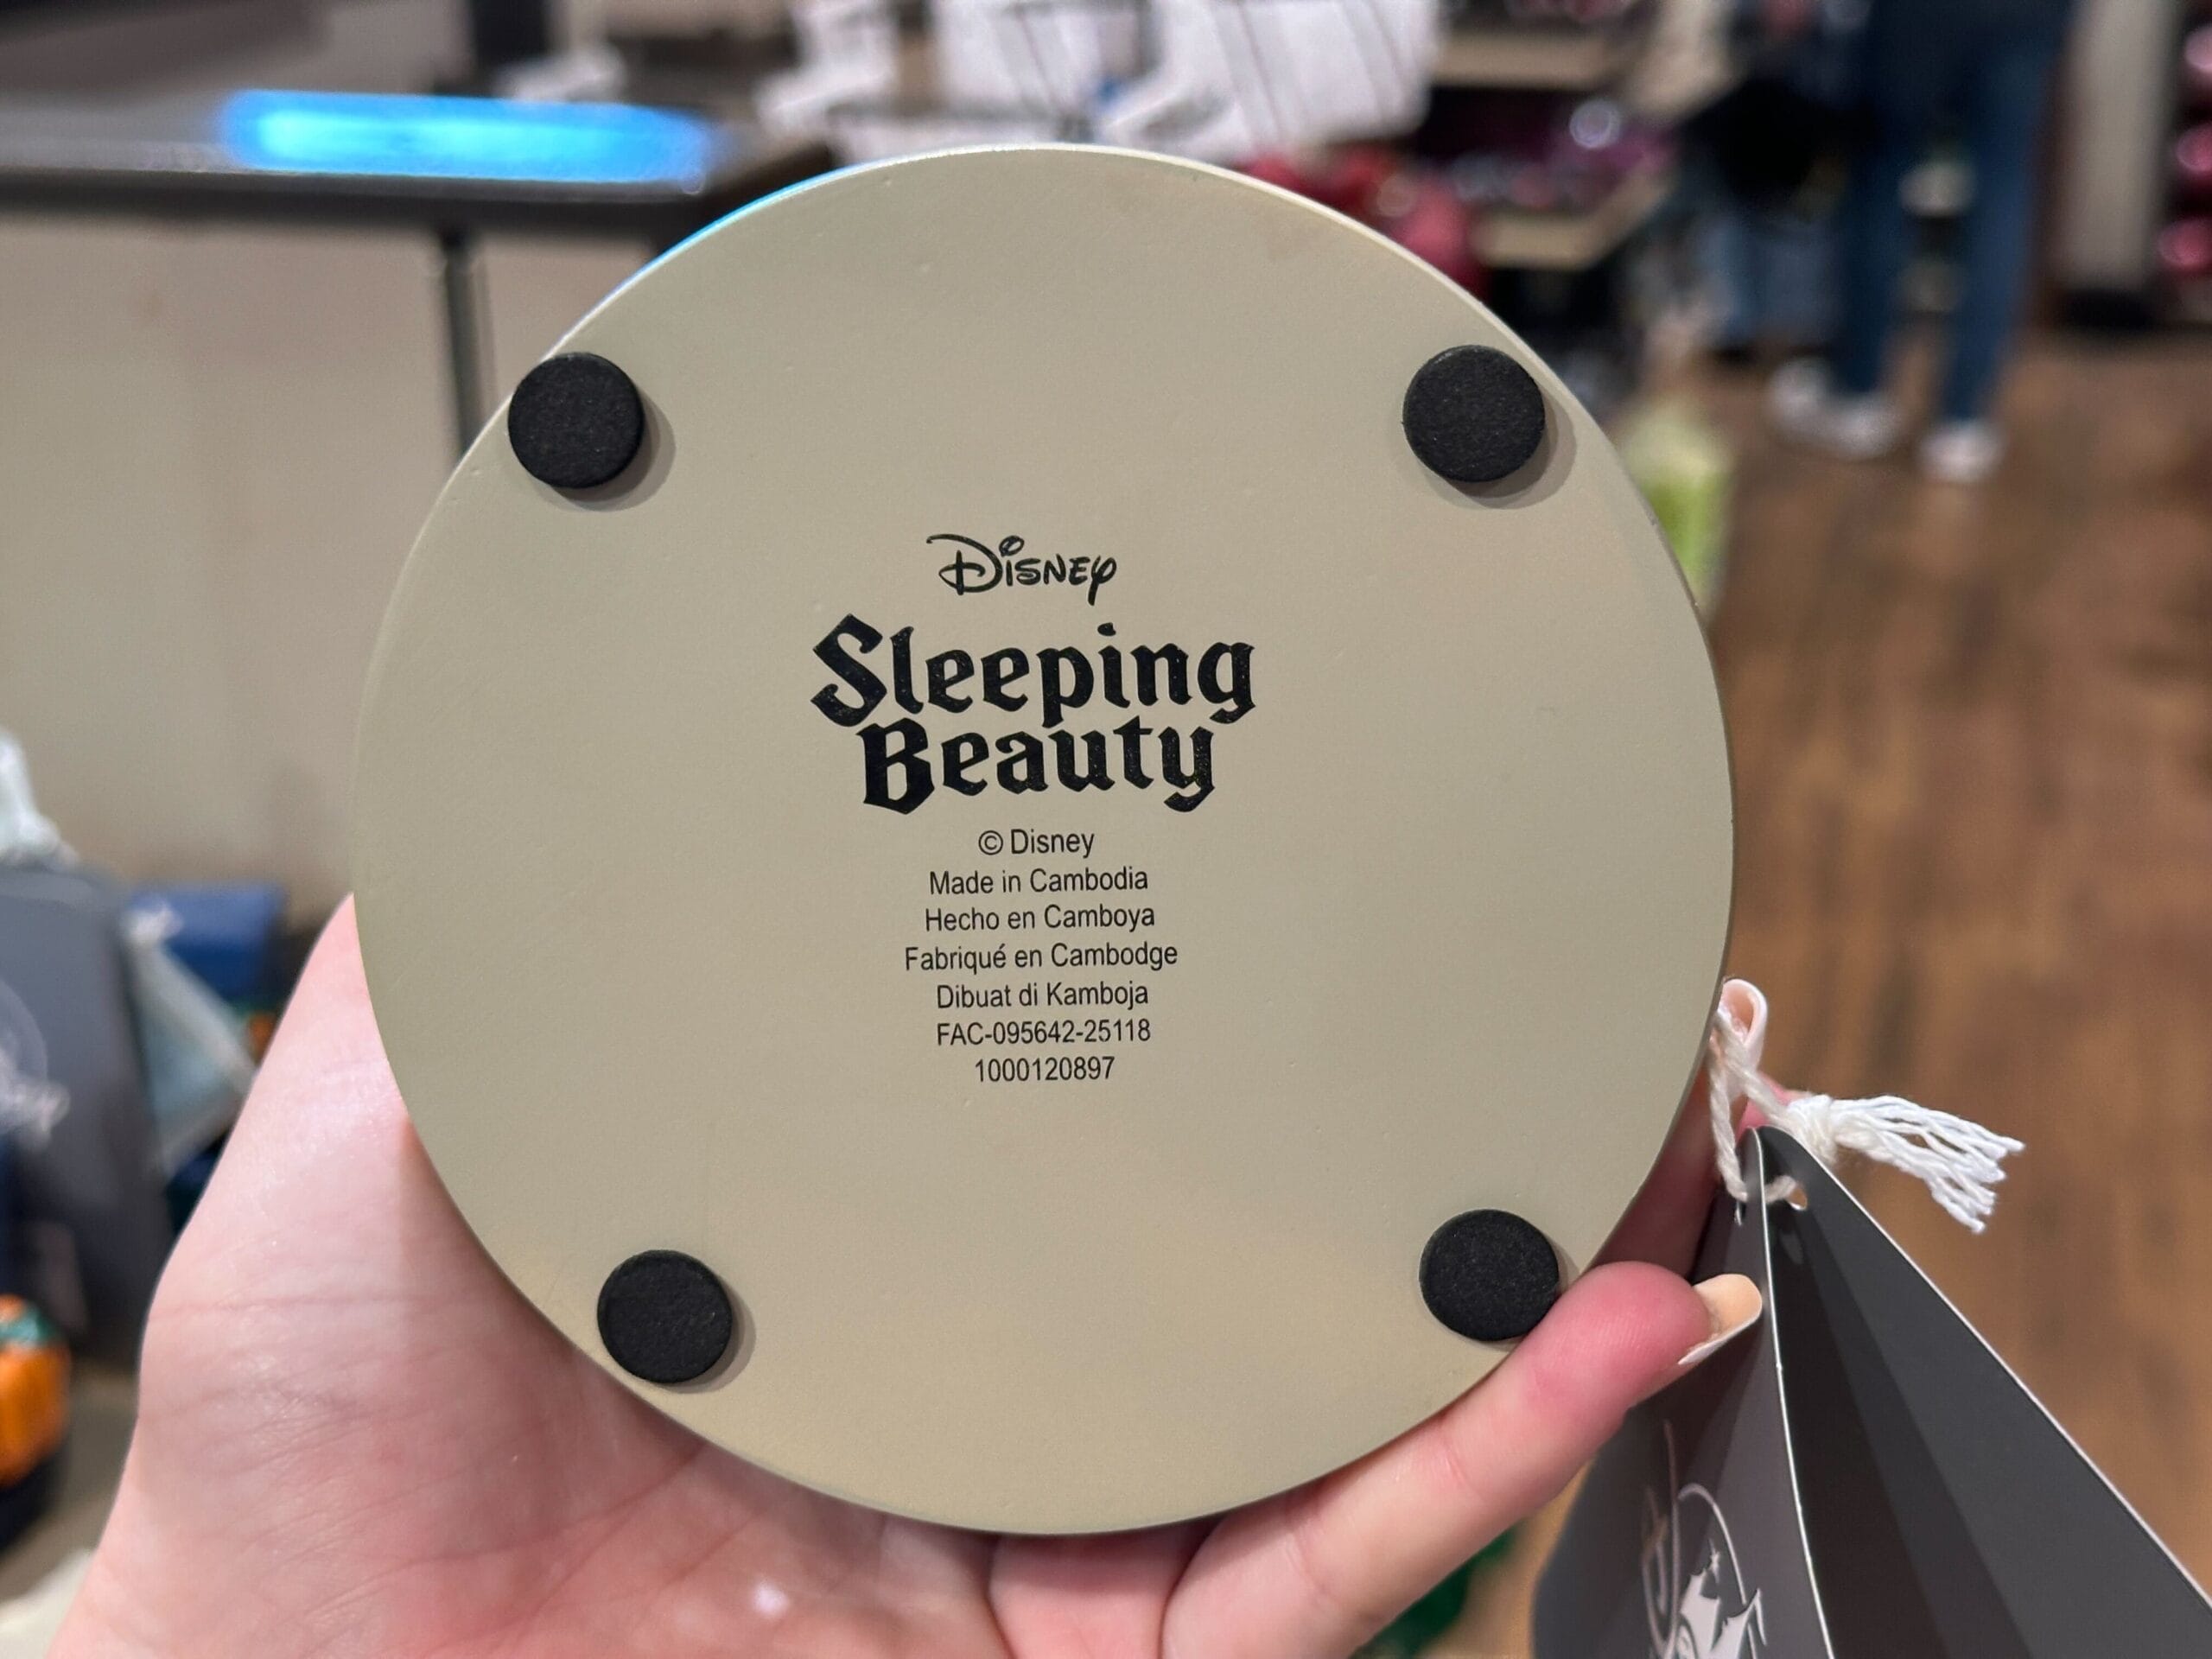 Disney
Sleeping
Beauty
© Disney
Made in Cambodia
Hecho en Camboya
Fabriqué en Cambodge
Dibuat di Kamboja
FAC-095642-25118
1000120897